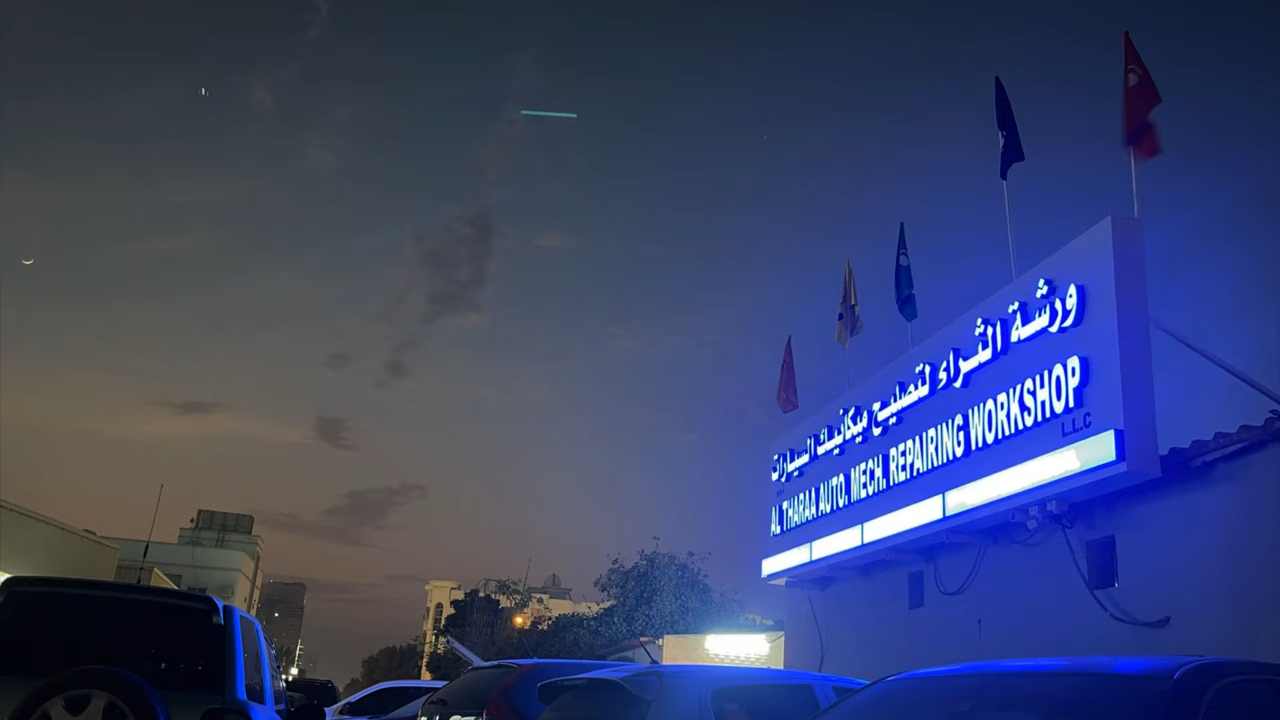 ورشة الثراء لتصليح ميكانيك السيارات
AL THARAA AUTO. MECH. REPAIRING WORKSHOP
L.L.C